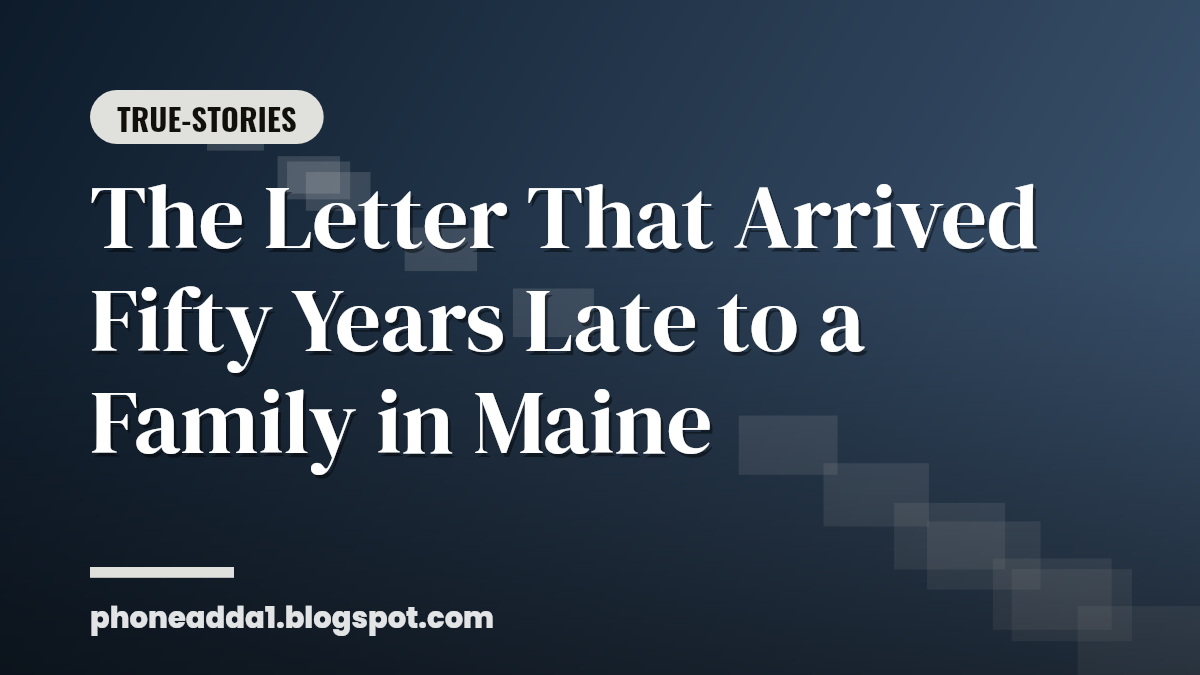 TRUE-STORIES
The Letter That Arrived
Fifty Years Late to a
Family in Maine
phoneadda1.blogspot.com